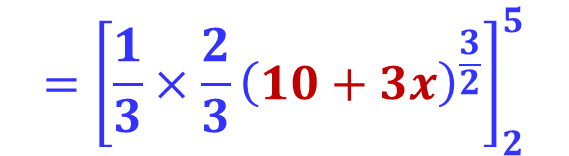 = [1/3 × 2/3 (10 + 3x)^(3/2)]_2^5